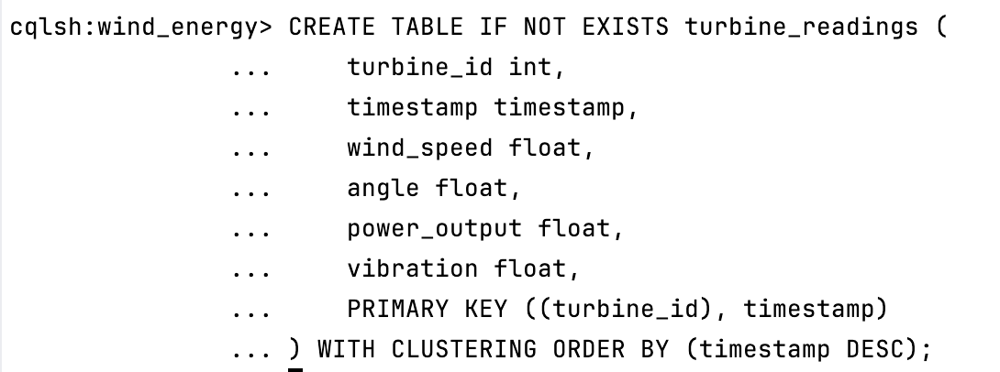 cqlsh:wind_energy> CREATE TABLE IF NOT EXISTS turbine_readings (
...     turbine_id int,
...     timestamp timestamp,
...     wind_speed float,
...     angle float,
...     power_output float,
...     vibration float,
...     PRIMARY KEY ((turbine_id), timestamp)
... ) WITH CLUSTERING ORDER BY (timestamp DESC);